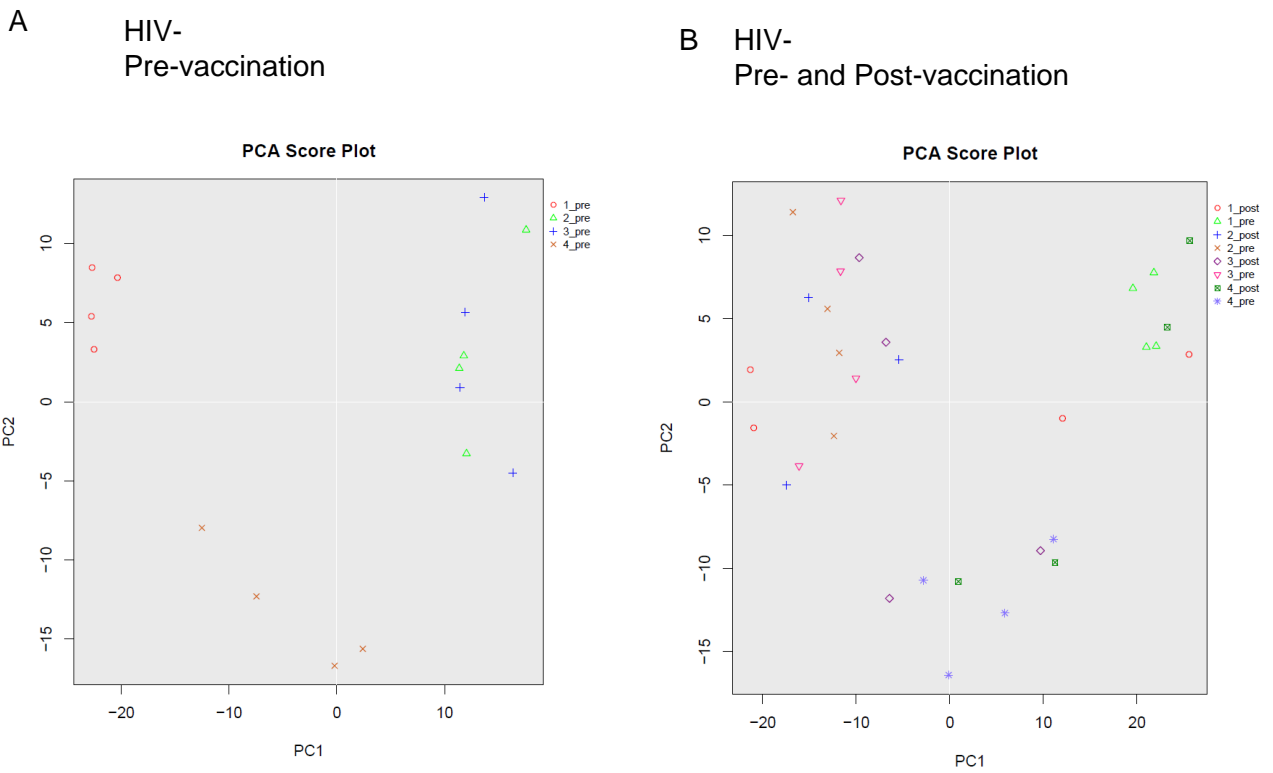 A
HIV-
Pre-vaccination
PCA Score Plot
10
5
0
−5
−10
−15
PC2
−20
−10
0
10
PC1
1_pre
2_pre
3_pre
4_pre
B
HIV-
Pre- and Post-vaccination
PCA Score Plot
10
5
0
−5
−10
−15
PC2
−20
−10
0
10
20
PC1
1_post
1_pre
2_post
2_pre
3_post
3_pre
4_post
4_pre